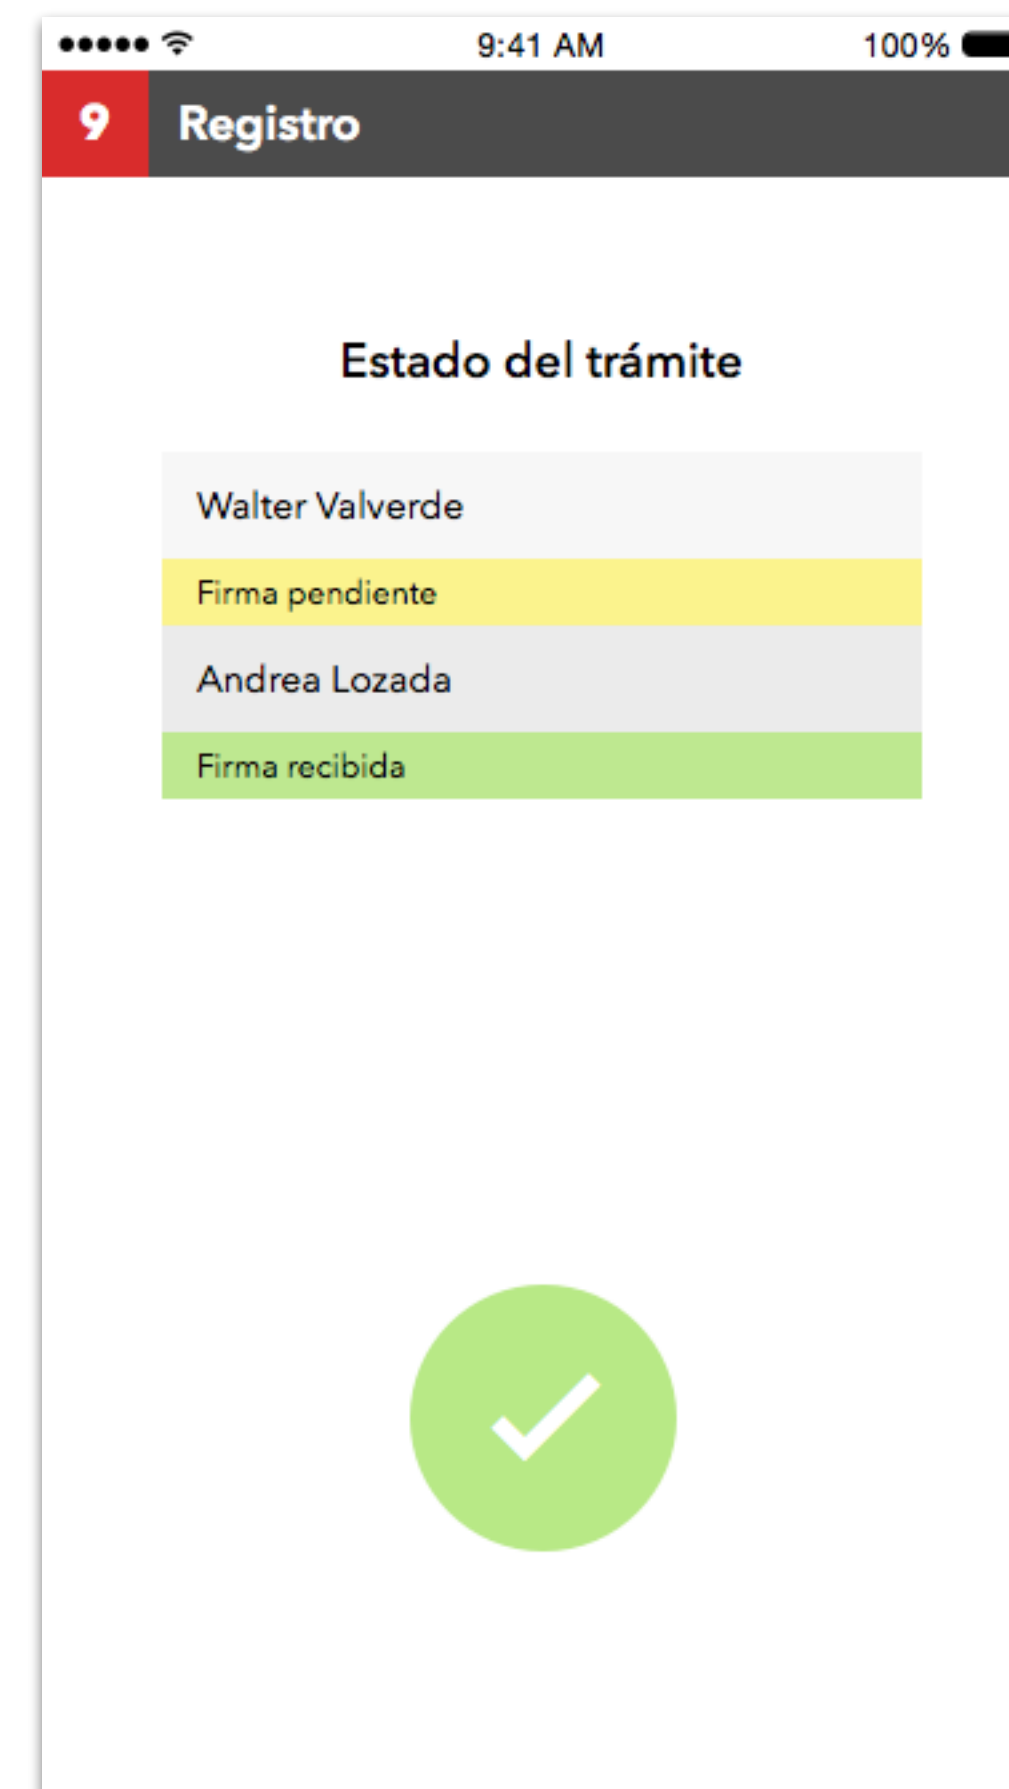 9:41 AM 100%
9 Registro
Estado del trámite
Walter Valverde
Firma pendiente
Andrea Lozada
Firma recibida